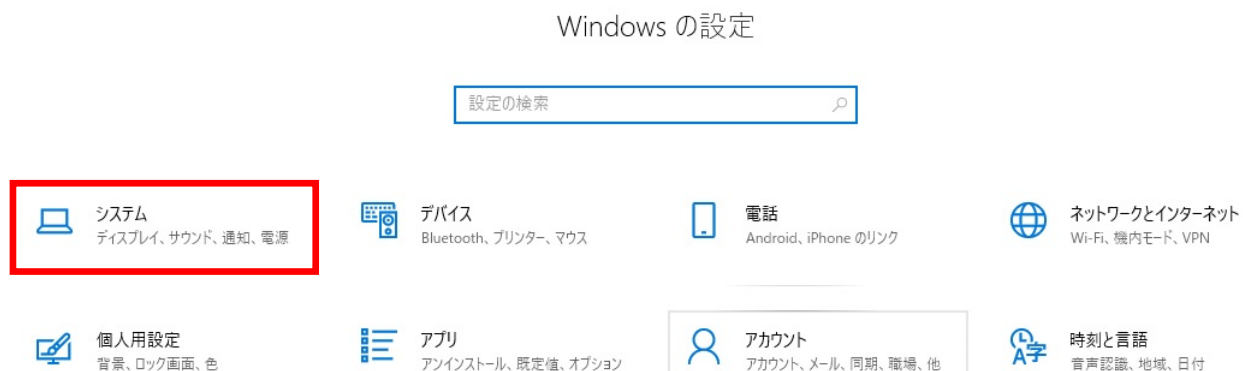 Windows の設定
設定の検索
システム
ディスプレイ、サウンド、通知、電源
デバイス
Bluetooth、プリンター、マウス
電話
Android、iPhone のリンク
ネットワークとインターネット
Wi-Fi、機内モード、VPN
個人用設定
背景、ロック画面、色
アプリ
アンインストール、既定値、オプション
アカウント
アカウント、メール、同期、職場、他
時刻と言語
音声認識、地域、日付